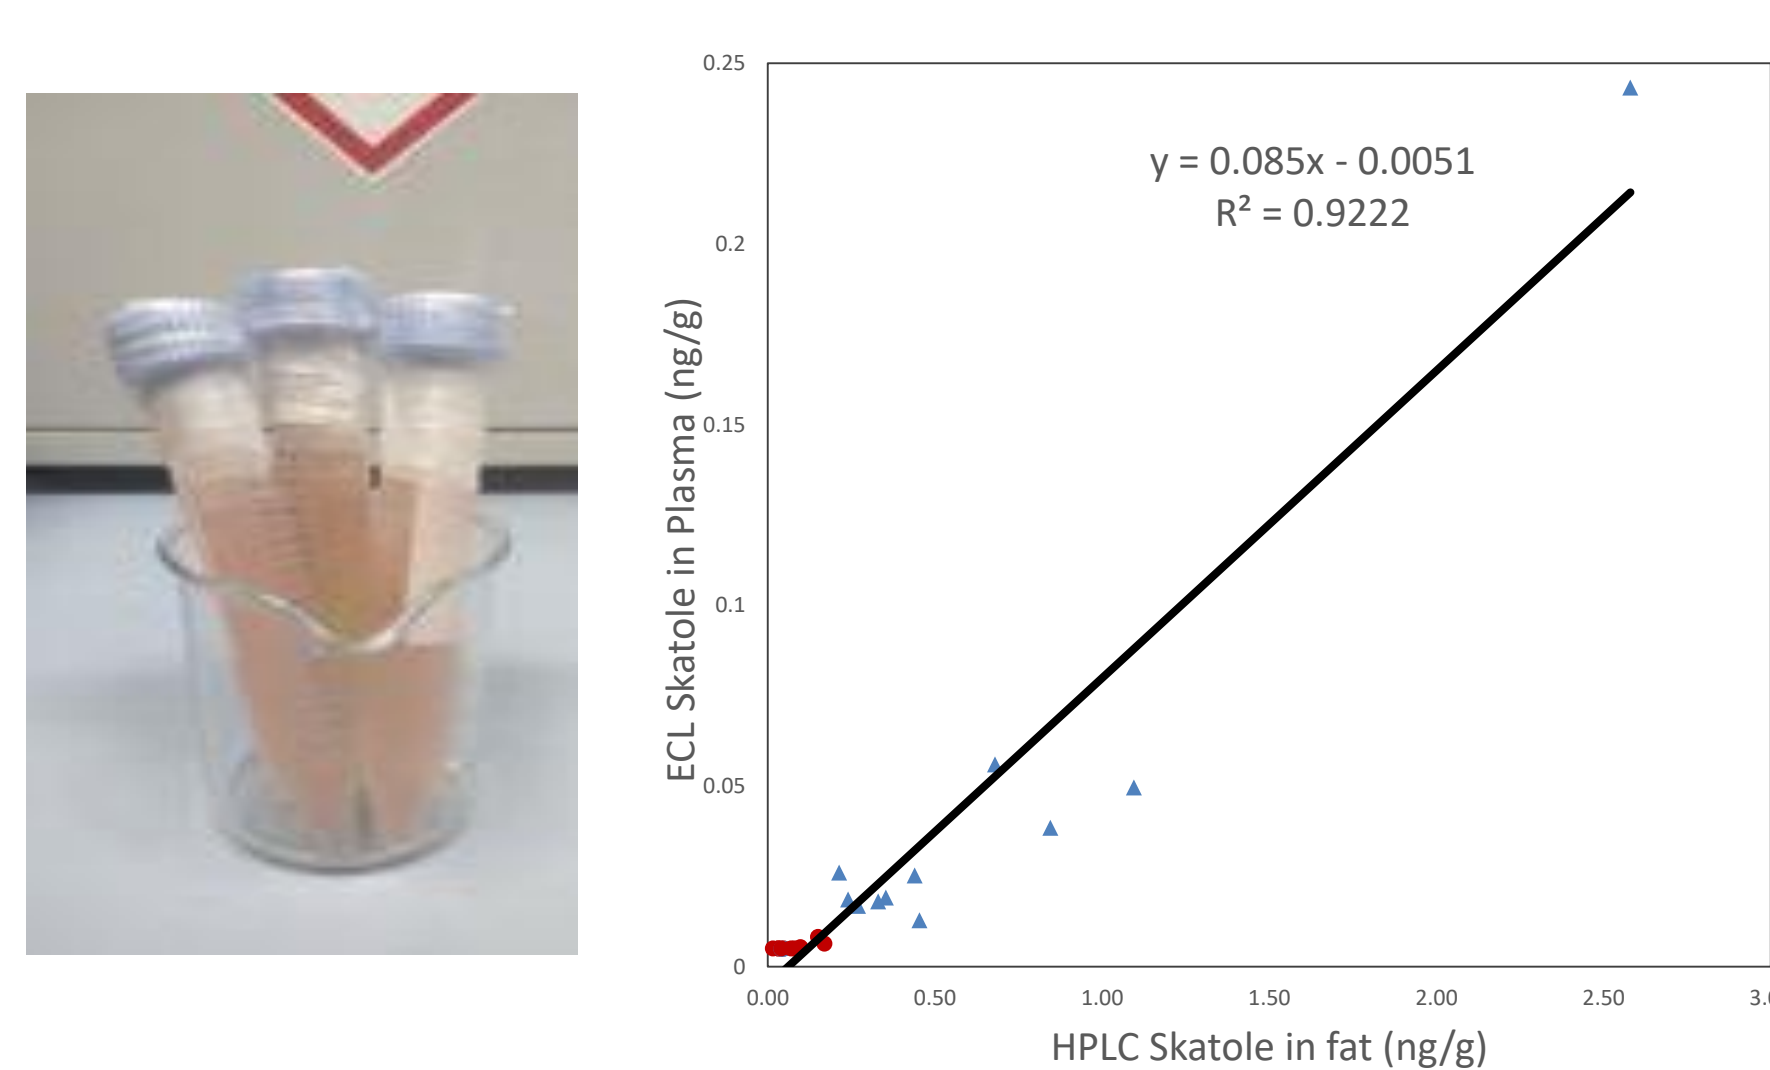 0.25
0.2
0.15
0.1
0.05
0
ECL Skatole in Plasma (ng/g)
y = 0.085x - 0.0051
R² = 0.9222
0.00 0.50 1.00 1.50 2.00 2.50
HPLC Skatole in fat (ng/g)